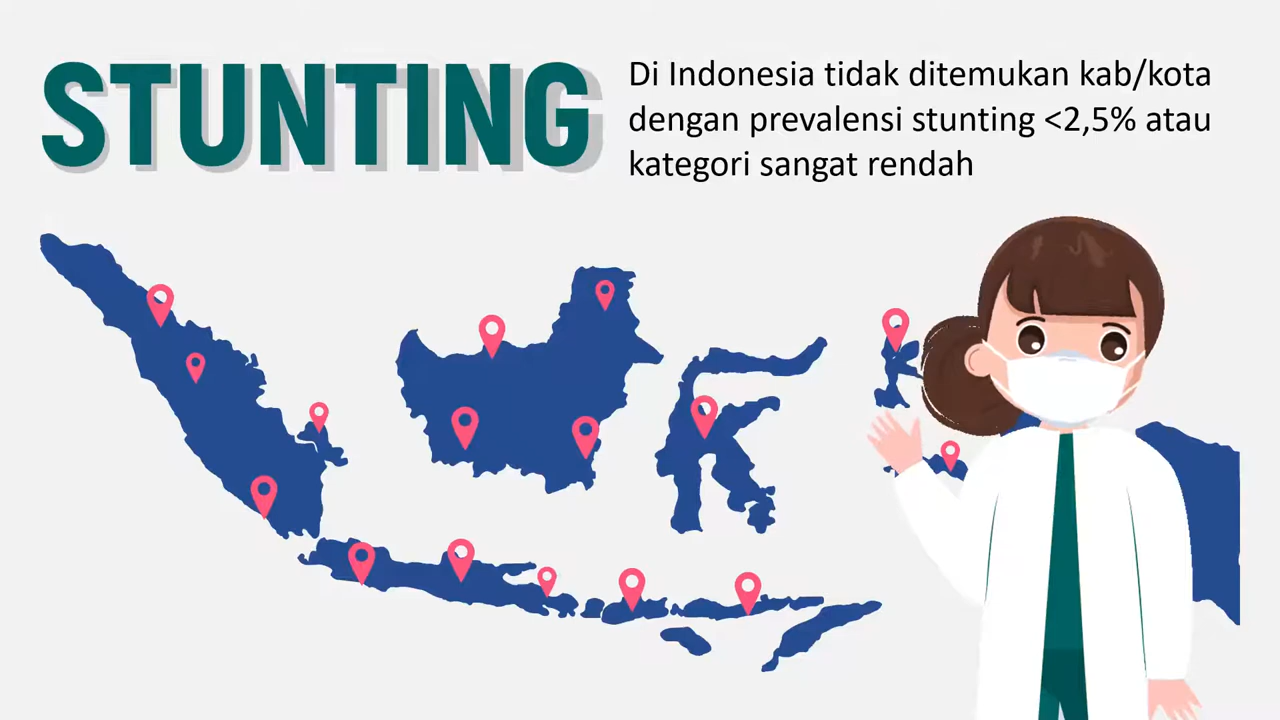 STUNTING
Di Indonesia tidak ditemukan kab/kota
dengan prevalensi stunting <2,5% atau
kategori sangat rendah